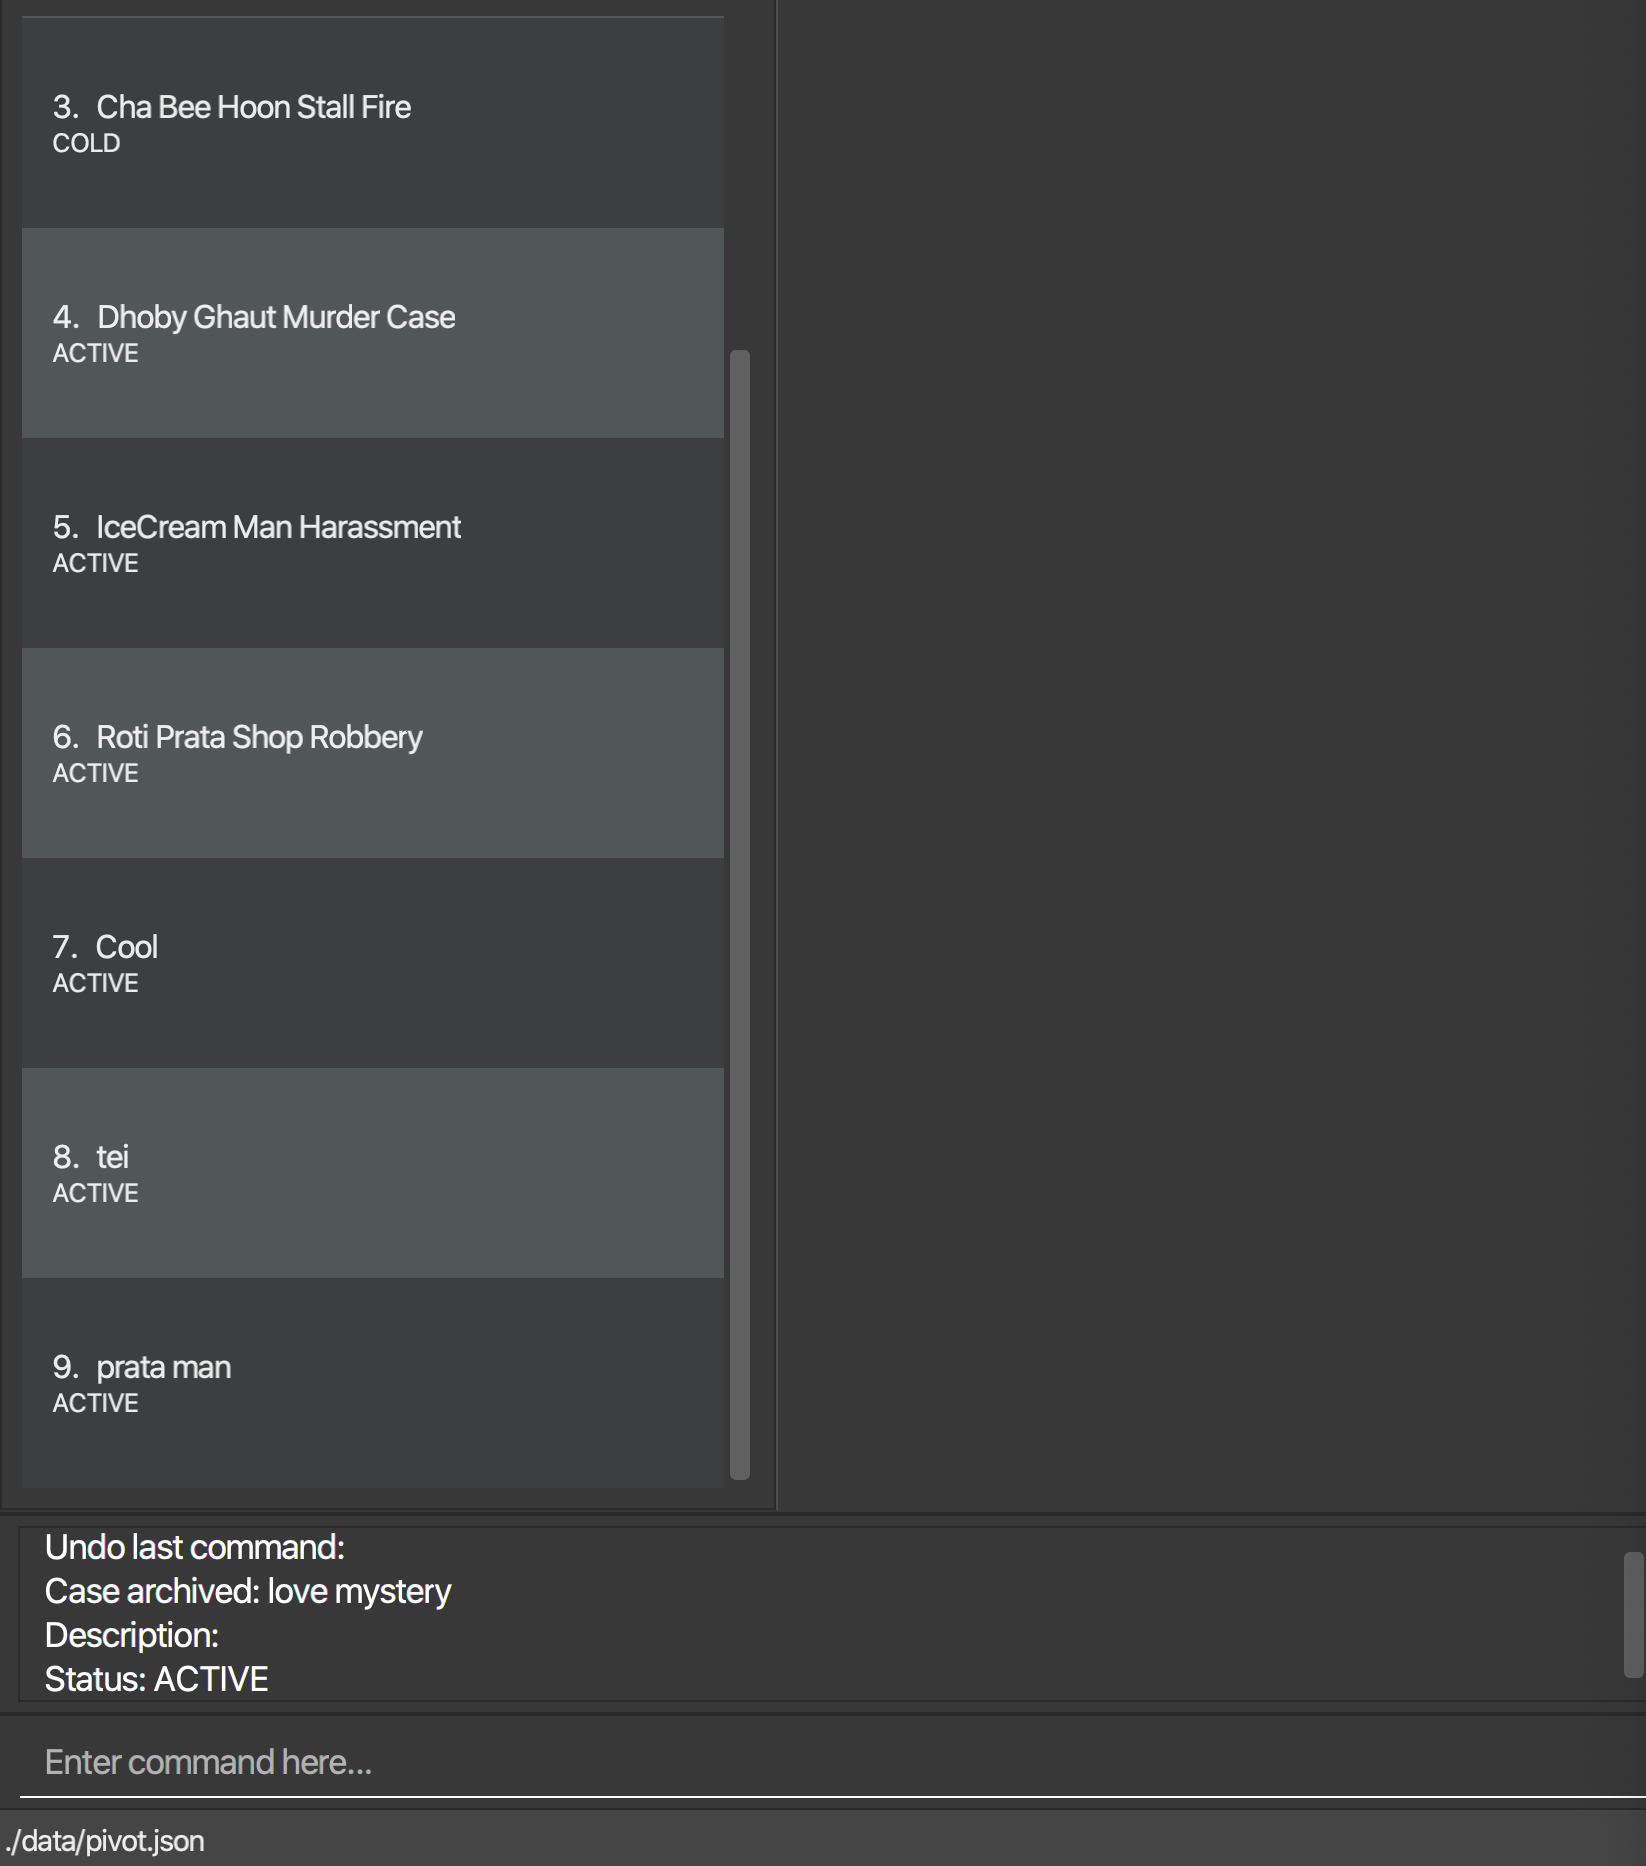 3. Cha Bee Hoon Stall Fire
COLD
4. Dhoby Ghaut Murder Case
ACTIVE
5. IceCream Man Harassment
ACTIVE
6. Roti Prata Shop Robbery
ACTIVE
7. Cool
ACTIVE
8. tei
ACTIVE
9. prata man
ACTIVE
Undo last command:
Case archived: love mystery
Description:
Status: ACTIVE
Enter command here...
./data/pivot.json